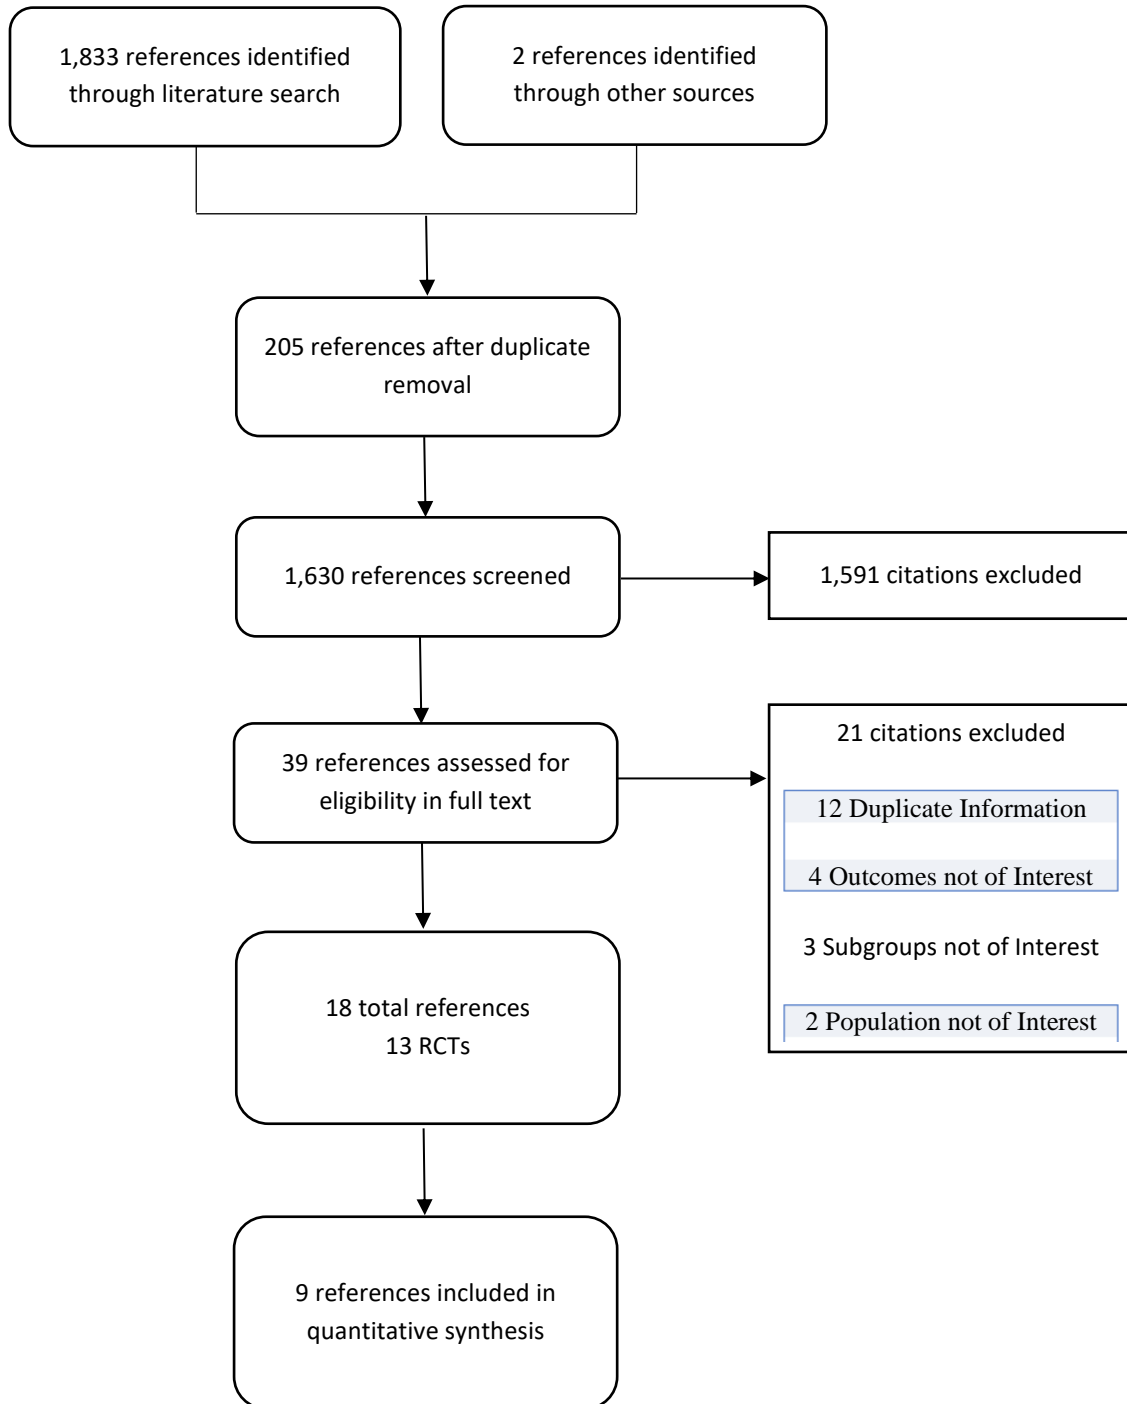 1,833 references identified
through literature search
2 references identified
through other sources
205 references after duplicate
removal
1,630 references screened
1,591 citations excluded
39 references assessed for
eligibility in full text
21 citations excluded
12 Duplicate Information
4 Outcomes not of Interest
3 Subgroups not of Interest
2 Population not of Interest
18 total references
13 RCTs
9 references included in
quantitative synthesis